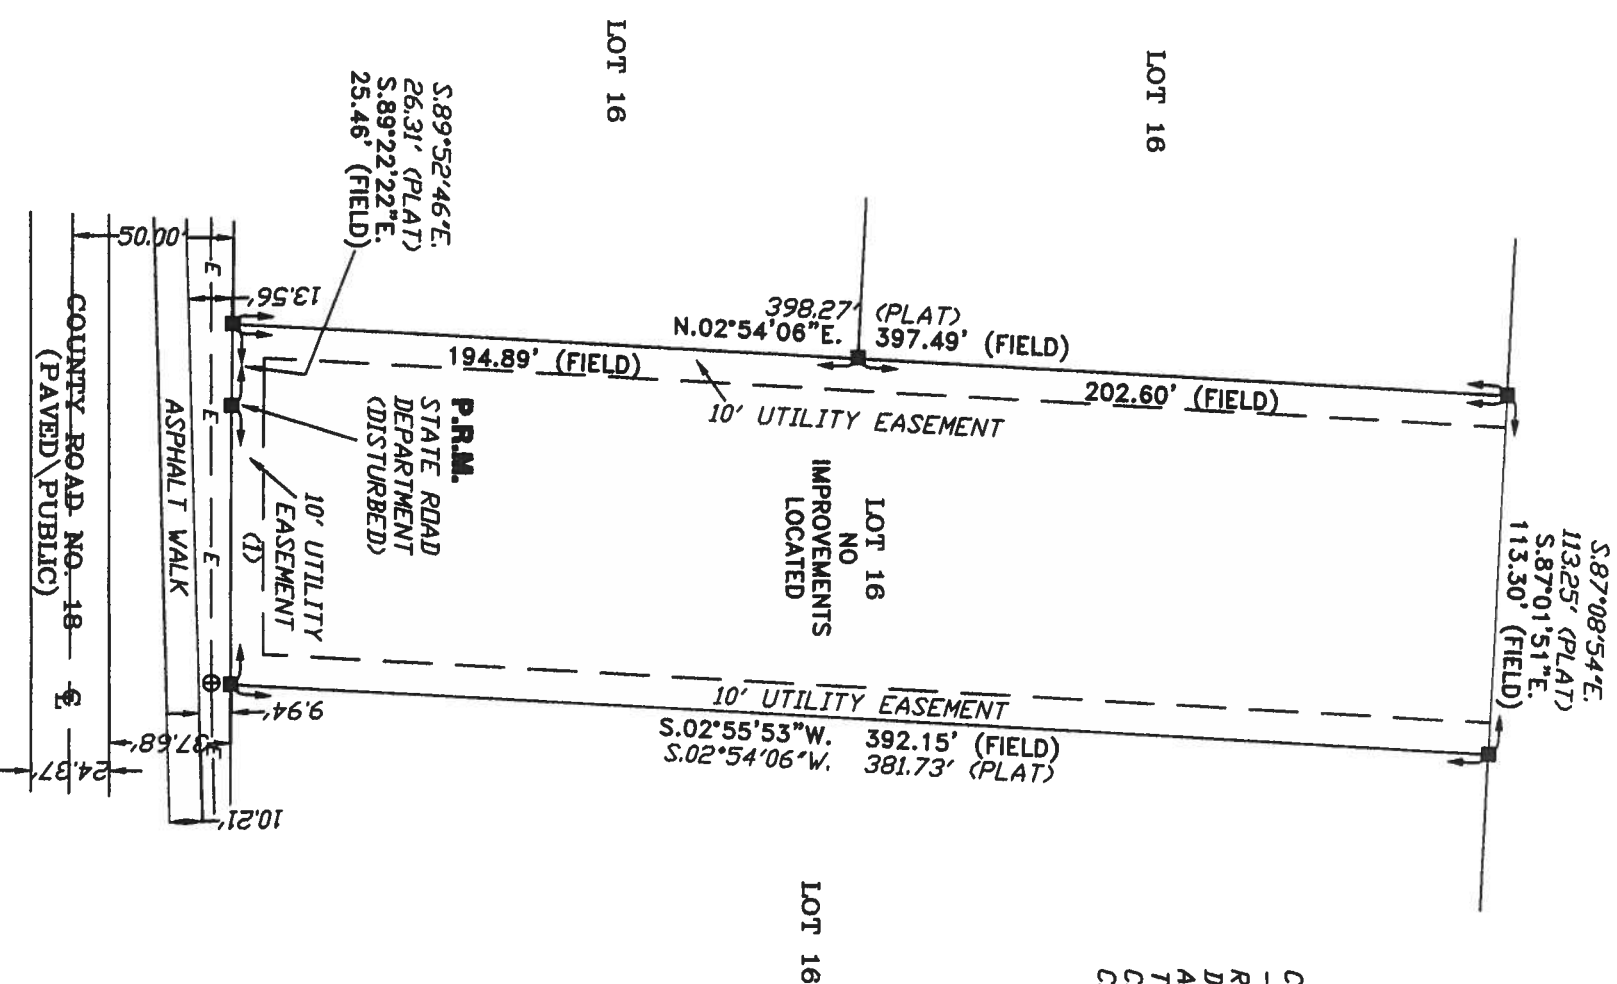 LOT 16
LOT 16
S.87°08'54"E.
113.25' (PLAT)
S.87°01'51"E.
113.30' (FIELD)
S.89°52'46"E.
26.31' (PLAT)
S.89°22'22"E.
25.46' (FIELD)
398.27' (PLAT)
N.02°54'06"E. 397.49' (FIELD)
194.89' (FIELD)
202.60' (FIELD)
10' UTILITY EASEMENT
P.R.M.
STATE ROAD
DEPARTMENT
(DISTURBED)
LOT 16
NO
IMPROVEMENTS
LOCATED
10' UTILITY
EASEMENT
(1)
10' UTILITY EASEMENT
S.02°55'53"W. 392.15' (FIELD)
S.02°54'06"W. 381.73' (PLAT)
50.00'
13.56'
E
E
E
E
ASPHALT WALK
COUNTY ROAD NO. 18 ℄
(PAVED\PUBLIC)
9.94'
37.68'
24.37'
10.21'
LOT 16
C
-
R
D
A
T
C
C